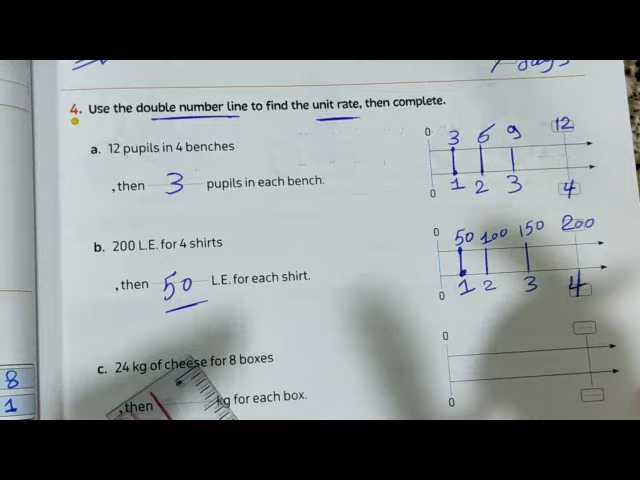 days
4. Use the double number line to find the unit rate, then complete.
a. 12 pupils in 4 benches
, then 3 pupils in each bench.
0 3 6 9 12
0 1 2 3 4
b. 200 L.E. for 4 shirts
, then 50 L.E. for each shirt.
0 50 100 150 200
0 1 2 3 4
c. 24 kg of cheese for 8 boxes
, then kg for each box.
0
0
8
1